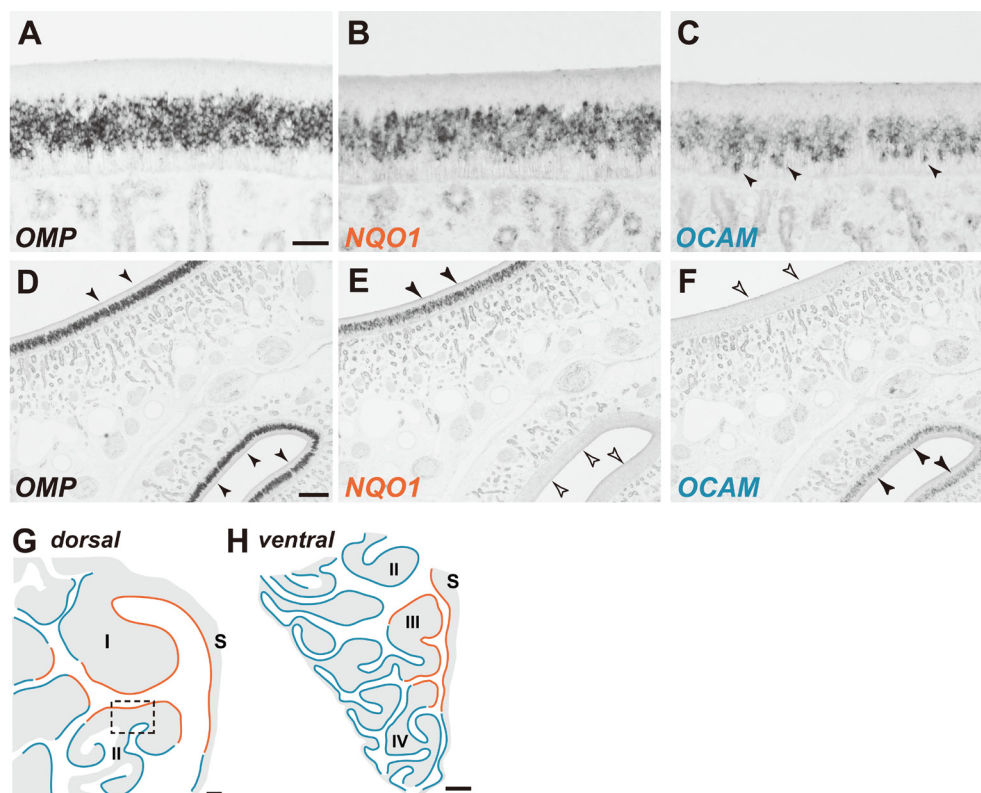 A
B
C
OMP
NQO1
OCAM
D
E
F
OMP
NQO1
OCAM
G dorsal
H ventral
I
S
II
II
S
III
IV